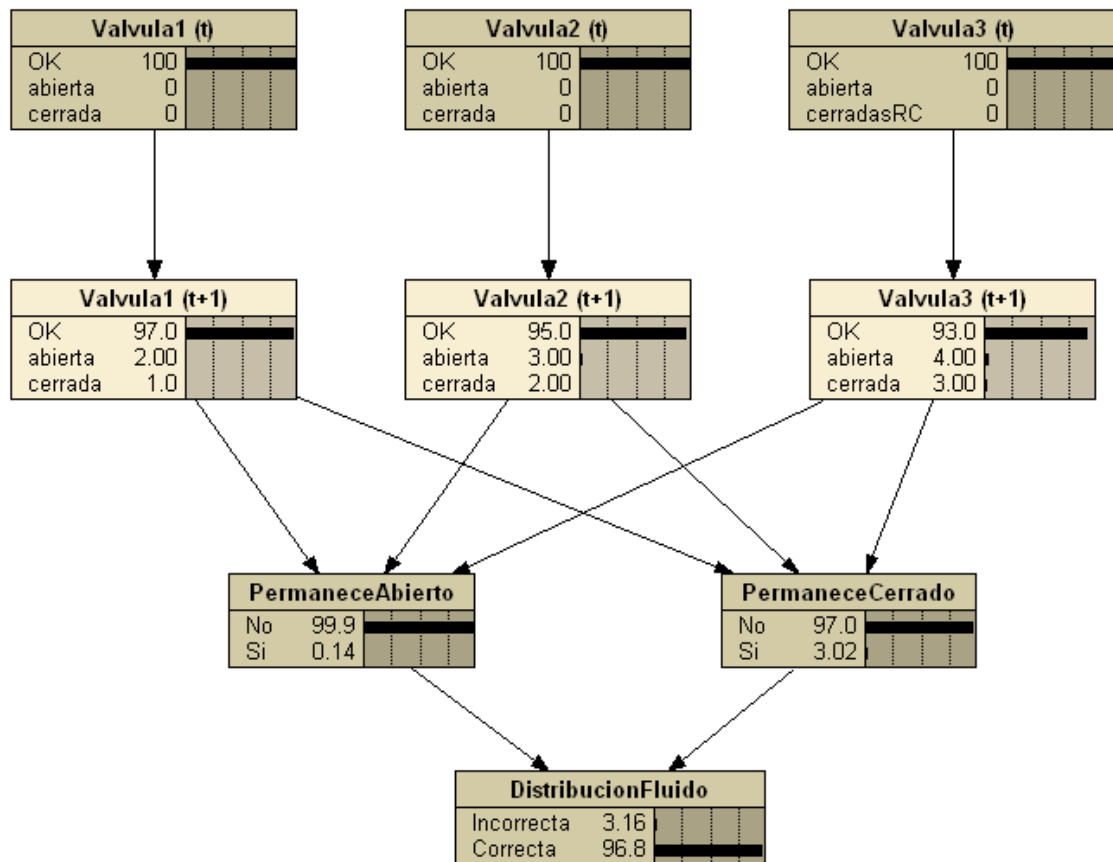 Valvula1 (t)
OK 100
abierta 0
cerrada 0
Valvula2 (t)
OK 100
abierta 0
cerrada 0
Valvula3 (t)
OK 100
abierta 0
cerradasRC 0
Valvula1 (t+1)
OK 97.0
abierta 2.00
cerrada 1.0
Valvula2 (t+1)
OK 95.0
abierta 3.00
cerrada 2.00
Valvula3 (t+1)
OK 93.0
abierta 4.00
cerrada 3.00
PermaneceAbierto
No 99.9
Si 0.14
PermaneceCerrado
No 97.0
Si 3.02
DistribucionFluido
Incorrecta 3.16
Correcta 96.8